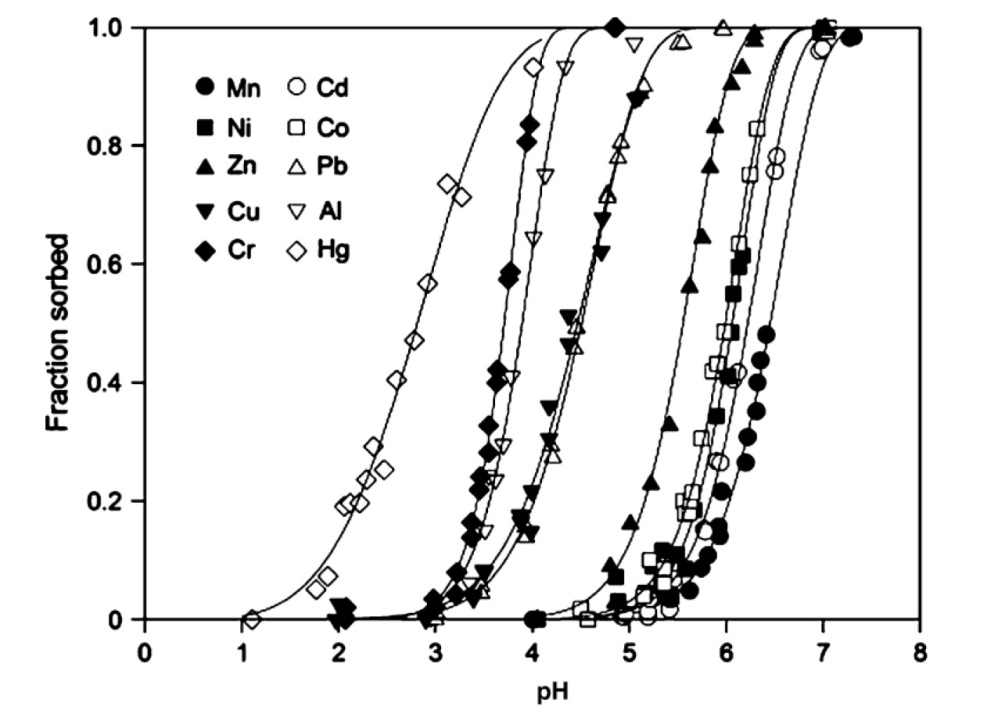 1.0
0.8
0.6
0.4
0.2
0
Fraction sorbed
Mn Cd
Ni Co
Zn Pb
Cu Al
Cr Hg
0 1 2 3 4 5 6 7 8
pH